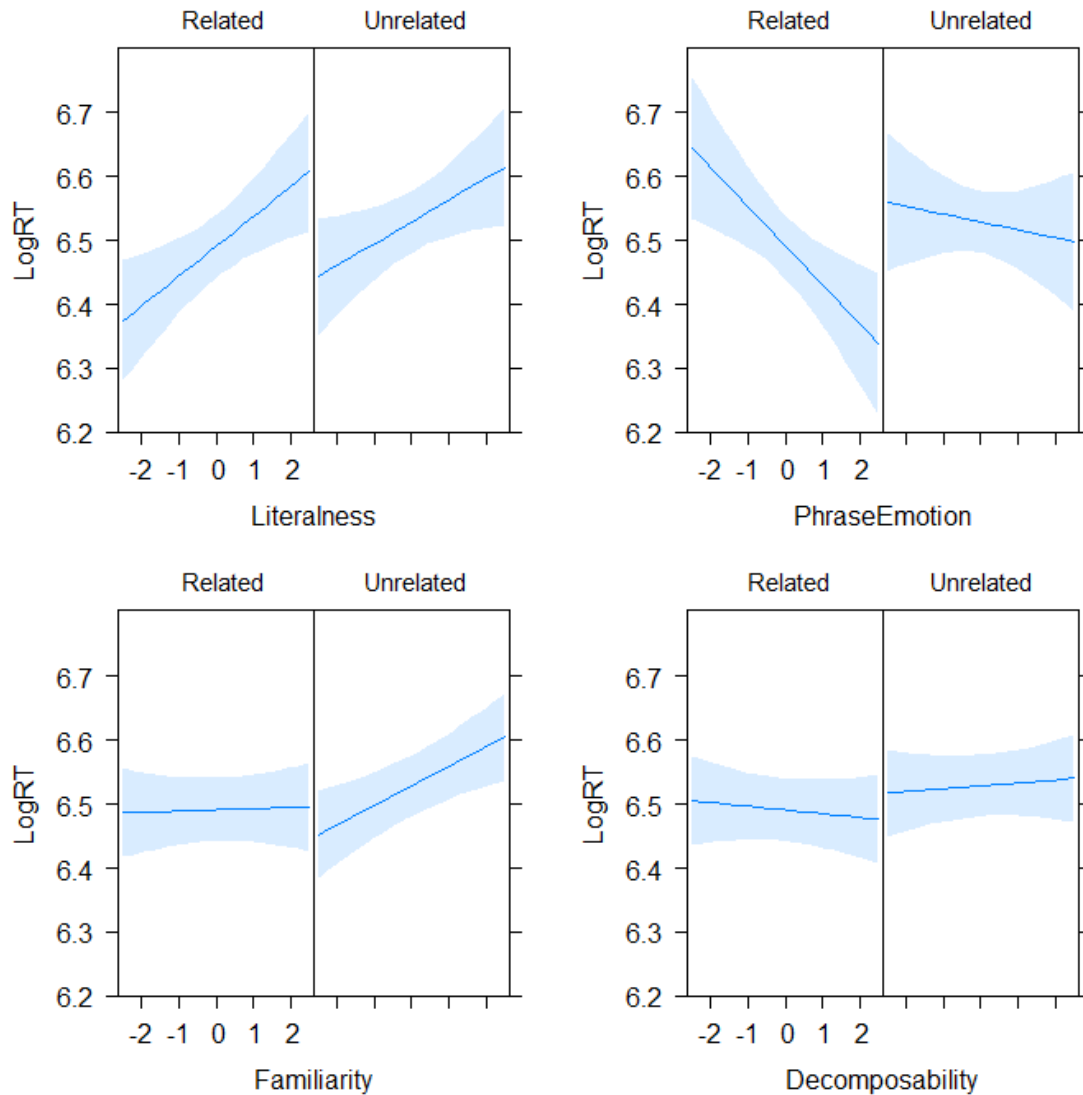 Related Unrelated
LogRT
6.7
6.6
6.5
6.4
6.3
6.2
-2 -1 0 1 2
Literalness
Related Unrelated
LogRT
6.7
6.6
6.5
6.4
6.3
6.2
-2 -1 0 1 2
PhraseEmotion
Related Unrelated
LogRT
6.7
6.6
6.5
6.4
6.3
6.2
-2 -1 0 1 2
Familiarity
Related Unrelated
LogRT
6.7
6.6
6.5
6.4
6.3
6.2
-2 -1 0 1 2
Decomposability